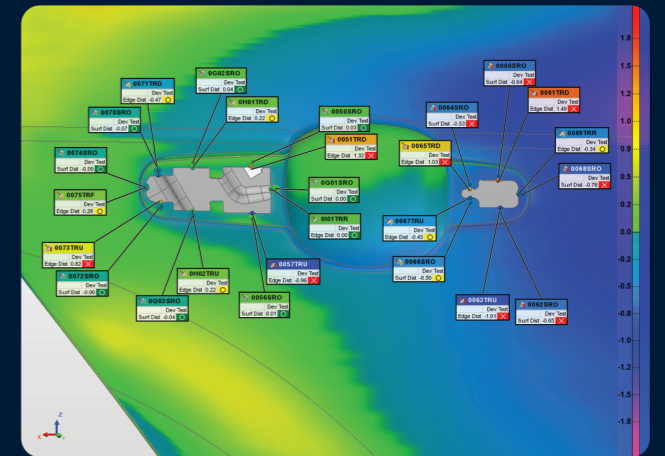 0071TRD
Dev Test
Edge Dist -0.47
0G02SRO
Dev Test
Surf Dist 0.04
0H01TRD
Dev Test
Edge Dist 0.22
0070SRO
Dev Test
Surf Dist -0.07
0050SRO
Dev Test
Surf Dist 0.03
0051TRD
Dev Test
Edge Dist 1.32
0074SRO
Dev Test
Surf Dist -0.09
0075TRF
Dev Test
Edge Dist 0.28
0G01SRO
Dev Test
Surf Dist 0.00
0I01TRR
Dev Test
Edge Dist 0.00
0073TRU
Dev Test
Edge Dist 0.82
0072SRO
Dev Test
Surf Dist -0.06
0H02TRU
Dev Test
Edge Dist 0.22
0G03SRO
Dev Test
Surf Dist -0.04
0057TRU
Dev Test
Edge Dist -0.96
0056SRO
Dev Test
Surf Dist 0.01
0060SRO
Dev Test
Surf Dist -0.64
0061TRD
Dev Test
Edge Dist 1.46
0064SRO
Dev Test
Surf Dist -0.53
0065TRD
Dev Test
Edge Dist 1.03
Dev Test
Edge Dist -0.34
0068SRO
Dev Test
Surf Dist -0.78
0067TRU
Dev Test
Edge Dist -0.43
0066SRO
Dev Test
Surf Dist -0.50
0063TRU
Dev Test
Edge Dist -1.01
0062SRO
Dev Test
Surf Dist -0.65
1.8
1.5
1.2
1.0
0.8
0.5
0.2
0.0
-0.2
-0.5
-0.8
-1.0
-1.2
-1.5
-1.8
Z
X
Y